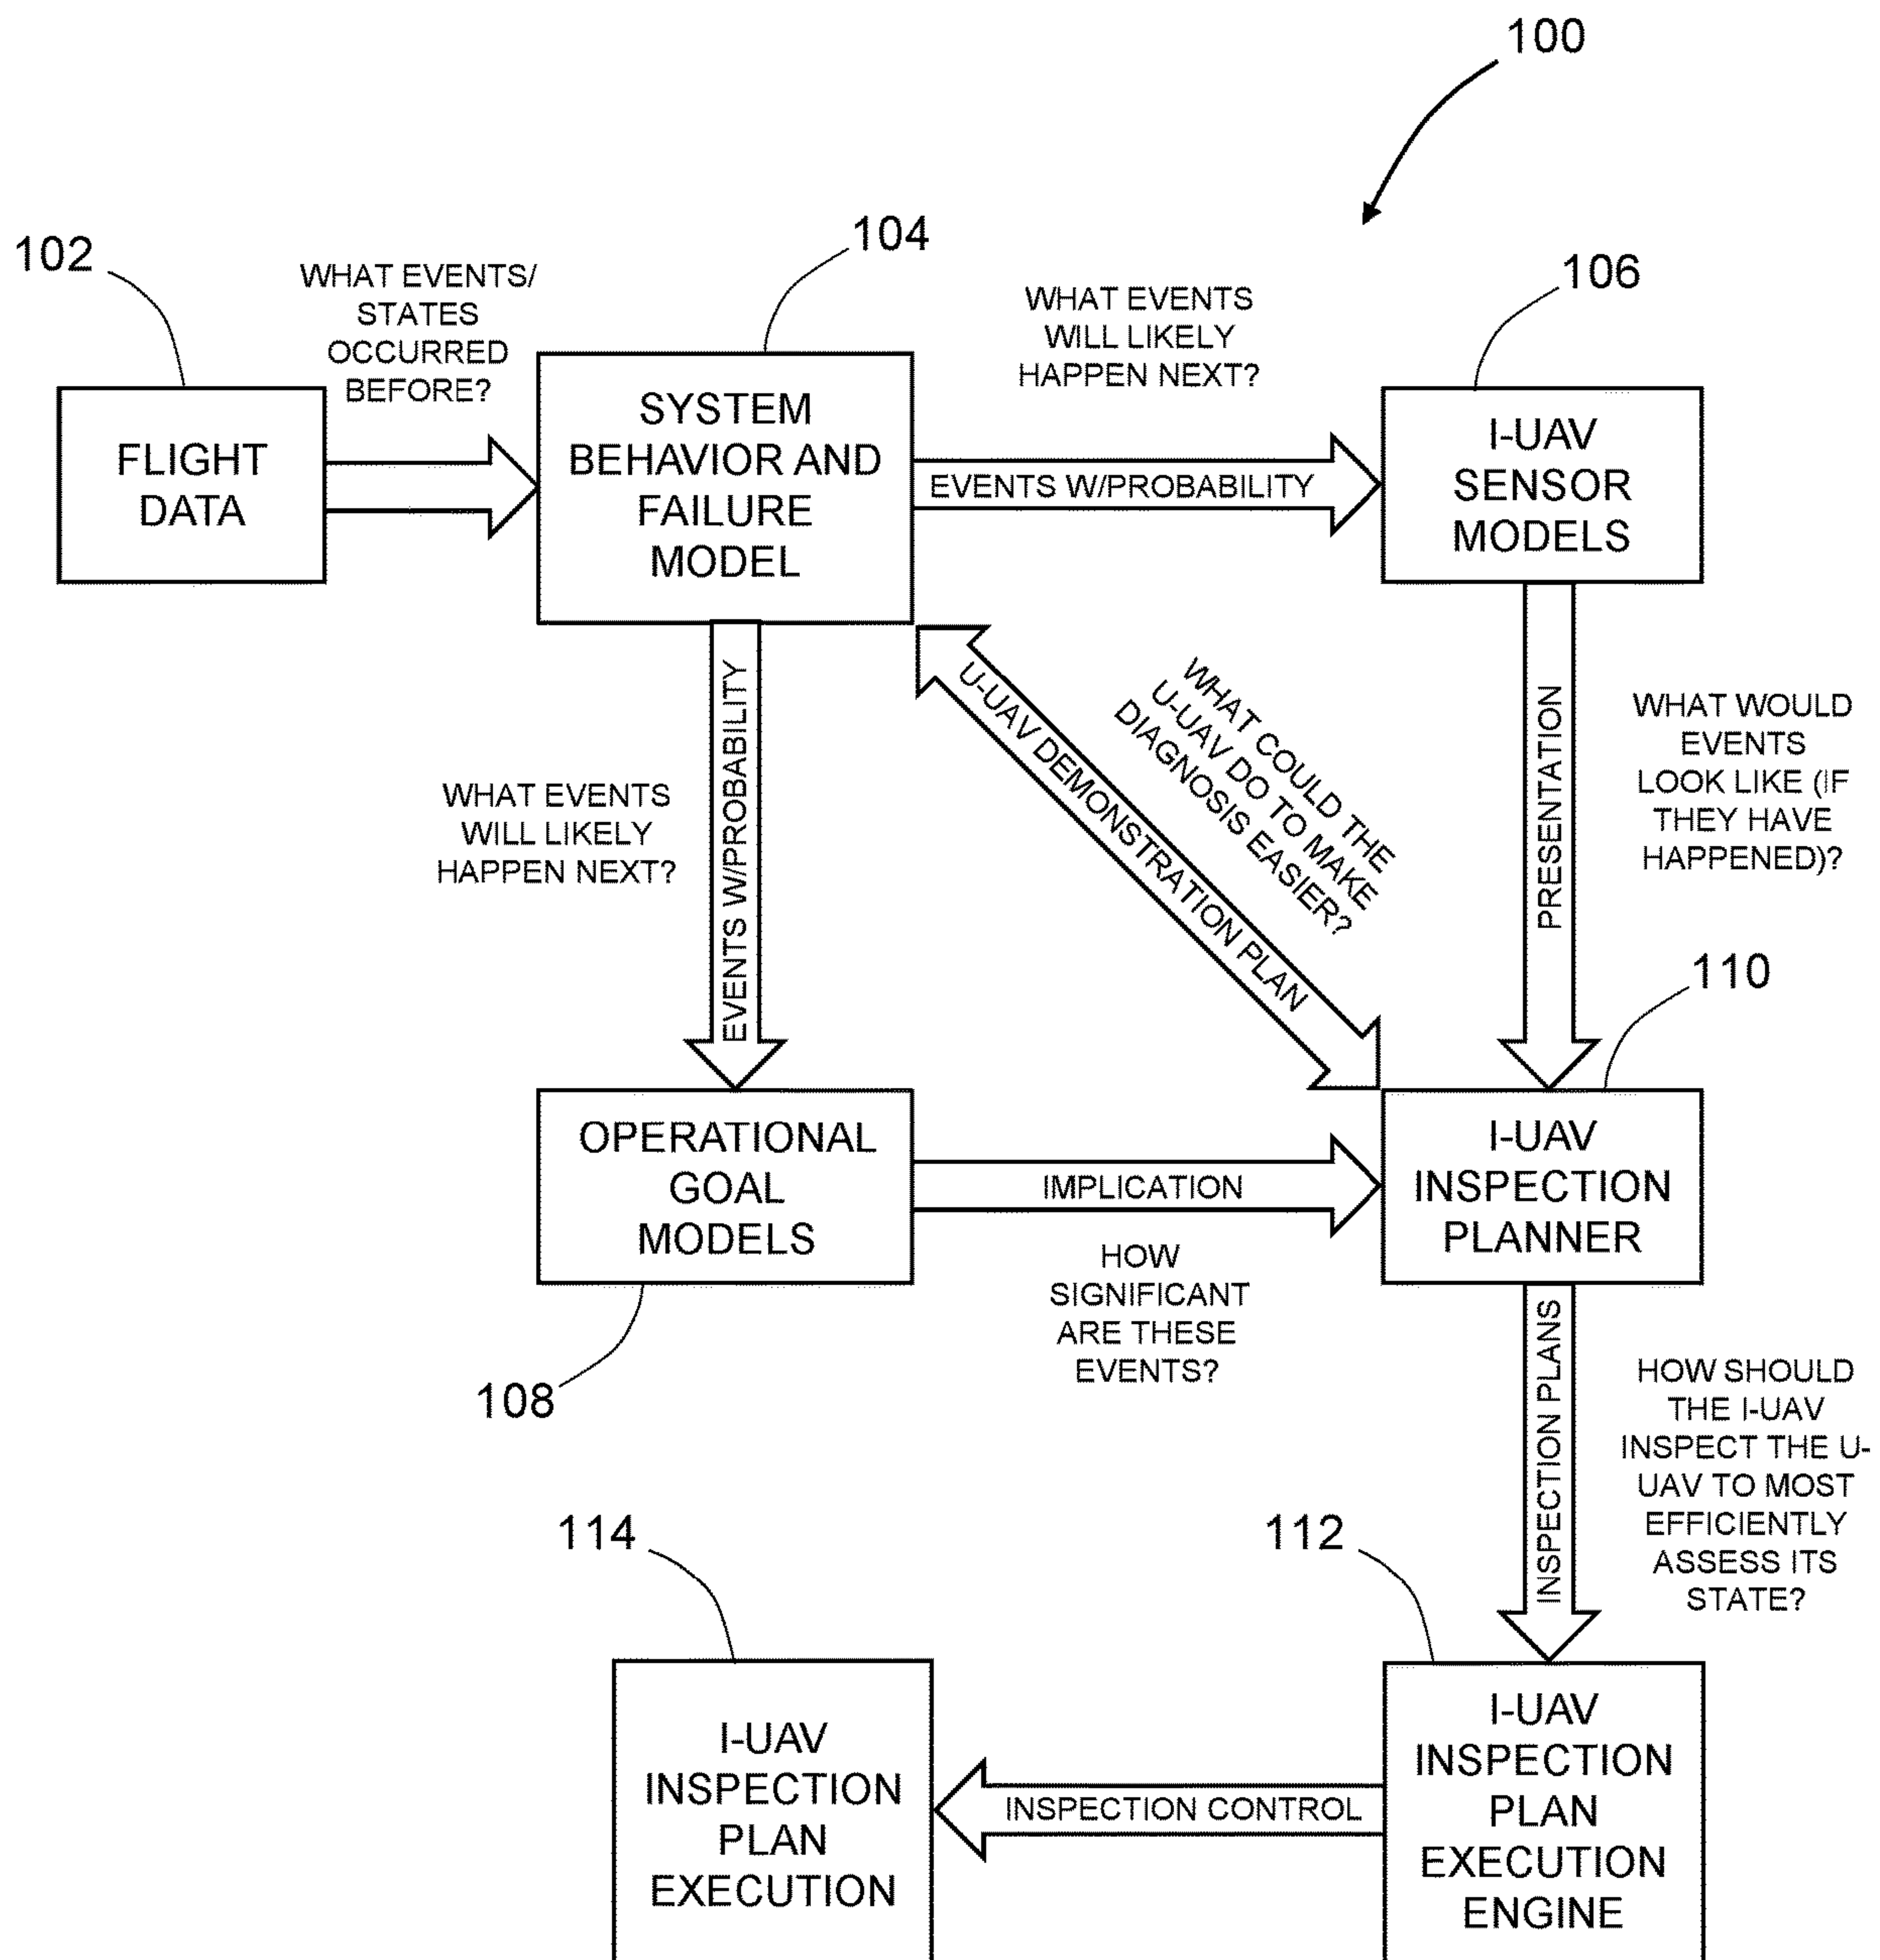 100
102
WHAT EVENTS/
STATES
OCCURRED
BEFORE?
104
WHAT EVENTS
WILL LIKELY
HAPPEN NEXT?
106
FLIGHT
DATA
SYSTEM
BEHAVIOR AND
FAILURE
MODEL
EVENTS W/PROBABILITY
I-UAV
SENSOR
MODELS
WHAT EVENTS
WILL LIKELY
HAPPEN NEXT?
EVENTS W/PROBABILITY
U-UAV DEMONSTRATION PLAN
WHAT COULD THE
U-UAV DO TO MAKE
DIAGNOSIS EASIER?
PRESENTATION
WHAT WOULD
EVENTS
LOOK LIKE (IF
THEY HAVE
HAPPENED)?
110
OPERATIONAL
GOAL
MODELS
108
IMPLICATION
HOW
SIGNIFICANT
ARE THESE
EVENTS?
I-UAV
INSPECTION
PLANNER
INSPECTION PLANS
HOW SHOULD
THE I-UAV
INSPECT THE U-
UAV TO MOST
EFFICIENTLY
ASSESS ITS
STATE?
114
112
I-UAV
INSPECTION
PLAN
EXECUTION
INSPECTION CONTROL
I-UAV
INSPECTION
PLAN
EXECUTION
ENGINE